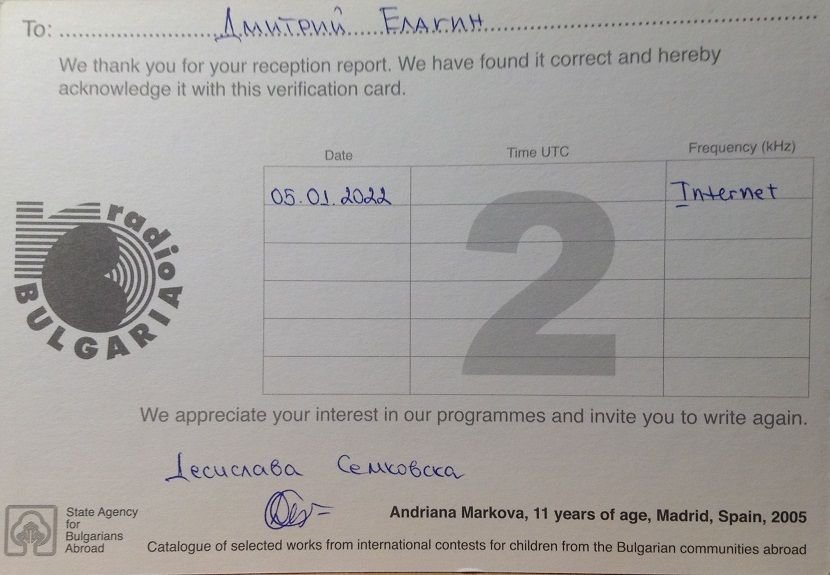 To: Дмитрий Елагин
We thank you for your reception report. We have found it correct and hereby
acknowledge it with this verification card.
Date Time UTC Frequency (kHz)
05.01.2022 Internet
2
radio
BULGARIA
We appreciate your interest in our programmes and invite you to write again.
Десислава Семковска
State Agency
for
Bulgarians
Abroad
Andriana Markova, 11 years of age, Madrid, Spain, 2005
Catalogue of selected works from international contests for children from the Bulgarian communities abroad